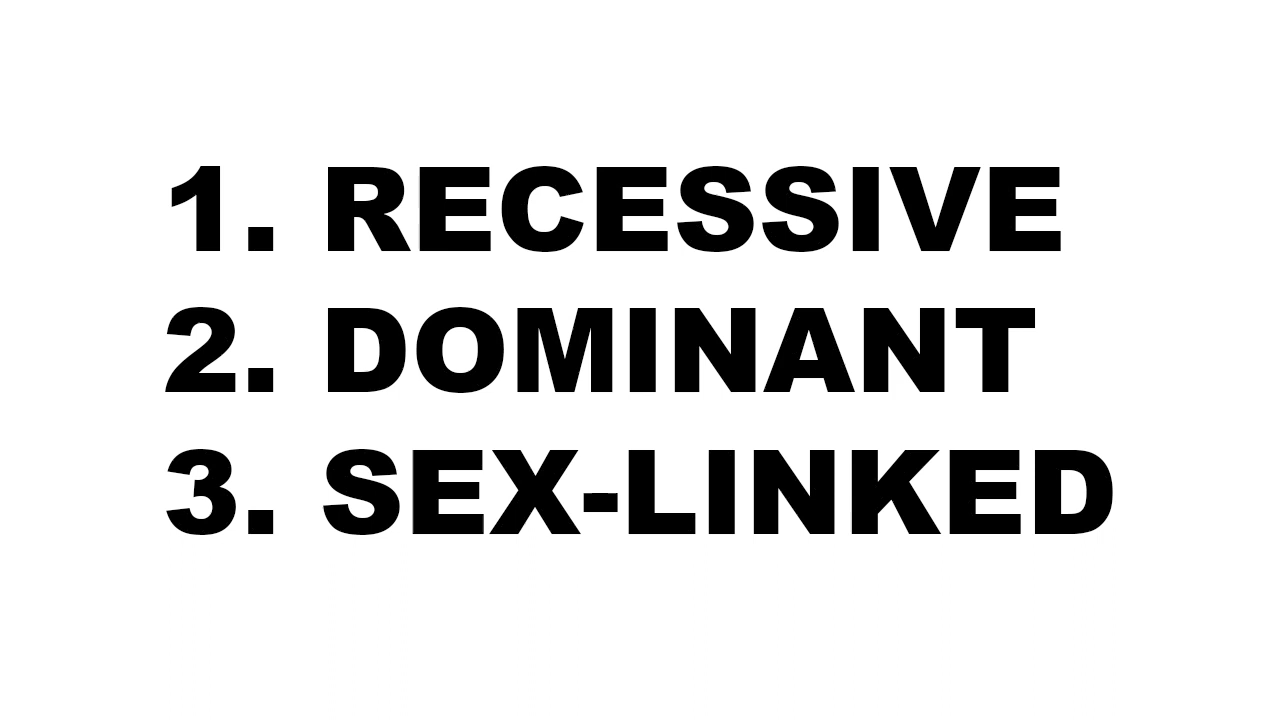 1. RECESSIVE
2. DOMINANT
3. SEX-LINKED